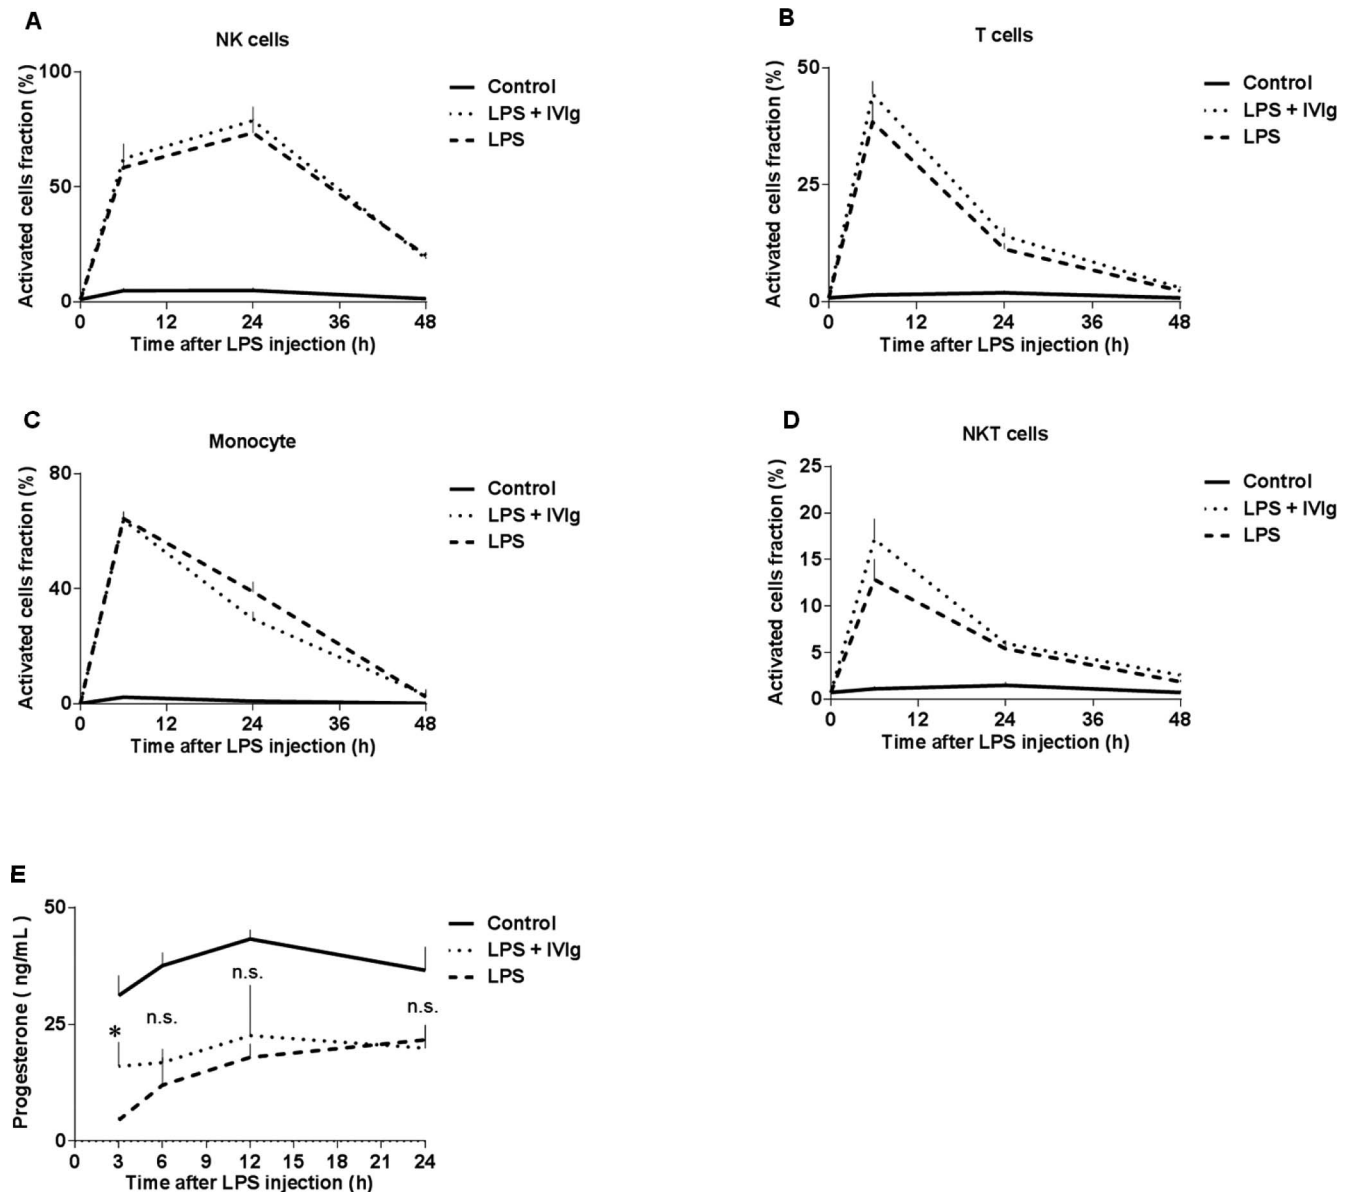 A
NK cells
Activated cells fraction (%)
100
50
0
0 12 24 36 48
Time after LPS injection (h)
Control
LPS + IVIg
LPS
B
T cells
Activated cells fraction (%)
50
25
0
0 12 24 36 48
Time after LPS injection (h)
Control
LPS + IVIg
LPS
C
Monocyte
Activated cells fraction (%)
80
40
0
0 12 24 36 48
Time after LPS injection (h)
Control
LPS + IVIg
LPS
D
NKT cells
Activated cells fraction (%)
25
20
15
10
5
0
0 12 24 36 48
Time after LPS injection (h)
Control
LPS + IVIg
LPS
E
Progesterone ( ng/mL )
50
25
0
* n.s. n.s. n.s.
0 3 6 9 12 15 18 21 24
Time after LPS injection (h)
Control
LPS + IVIg
LPS